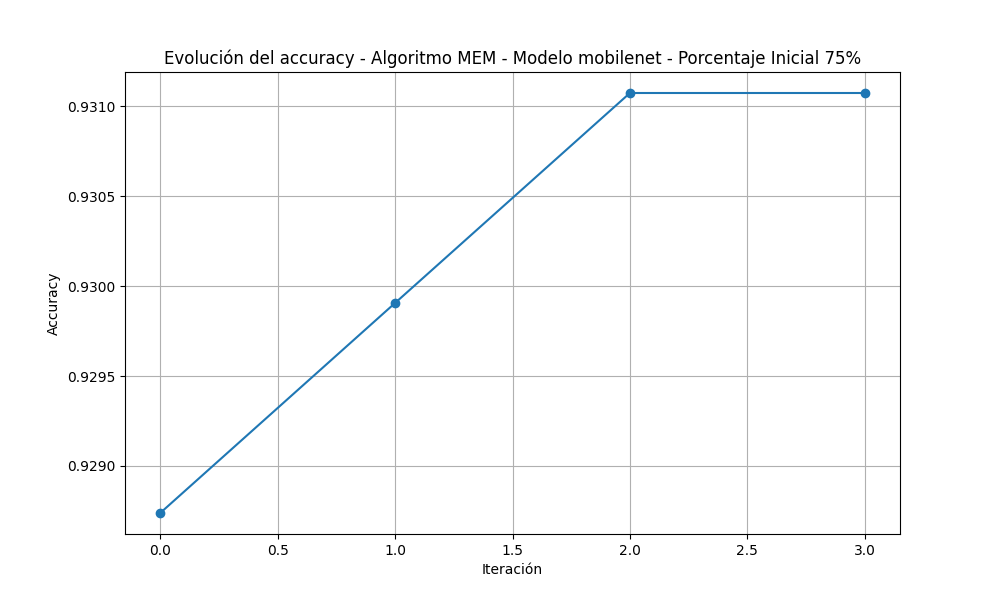 Evolución del accuracy - Algoritmo MEM - Modelo mobilenet - Porcentaje Inicial 75%
0.9310
0.9305
0.9300
0.9295
0.9290
Accuracy
0.0 0.5 1.0 1.5 2.0 2.5 3.0
Iteración